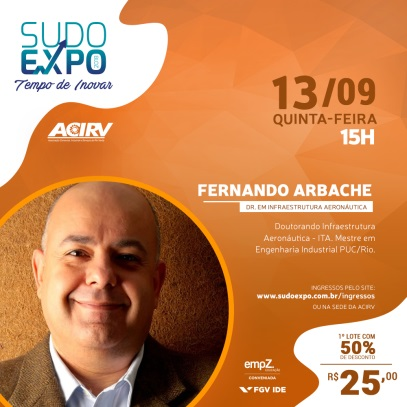 SUDO
EXPO
Tempo de Inovar
ACIRV
13/09
QUINTA-FEIRA
15H
FERNANDO ARBACHE
DR. EM INFRAESTRUTURA AERONÁUTICA
Doutorando Infraestrutura
Aeronáutica - ITA. Mestre em
Engenharia Industrial PUC/Rio.
INGRESSOS PELO SITE:
www.sudoexpo.com.br/ingressos
OU NA SEDE DA ACIRV
1º LOTE COM
50%
DE DESCONTO
R$ 25,00
empZ
CONVENIADA
FGV IDE